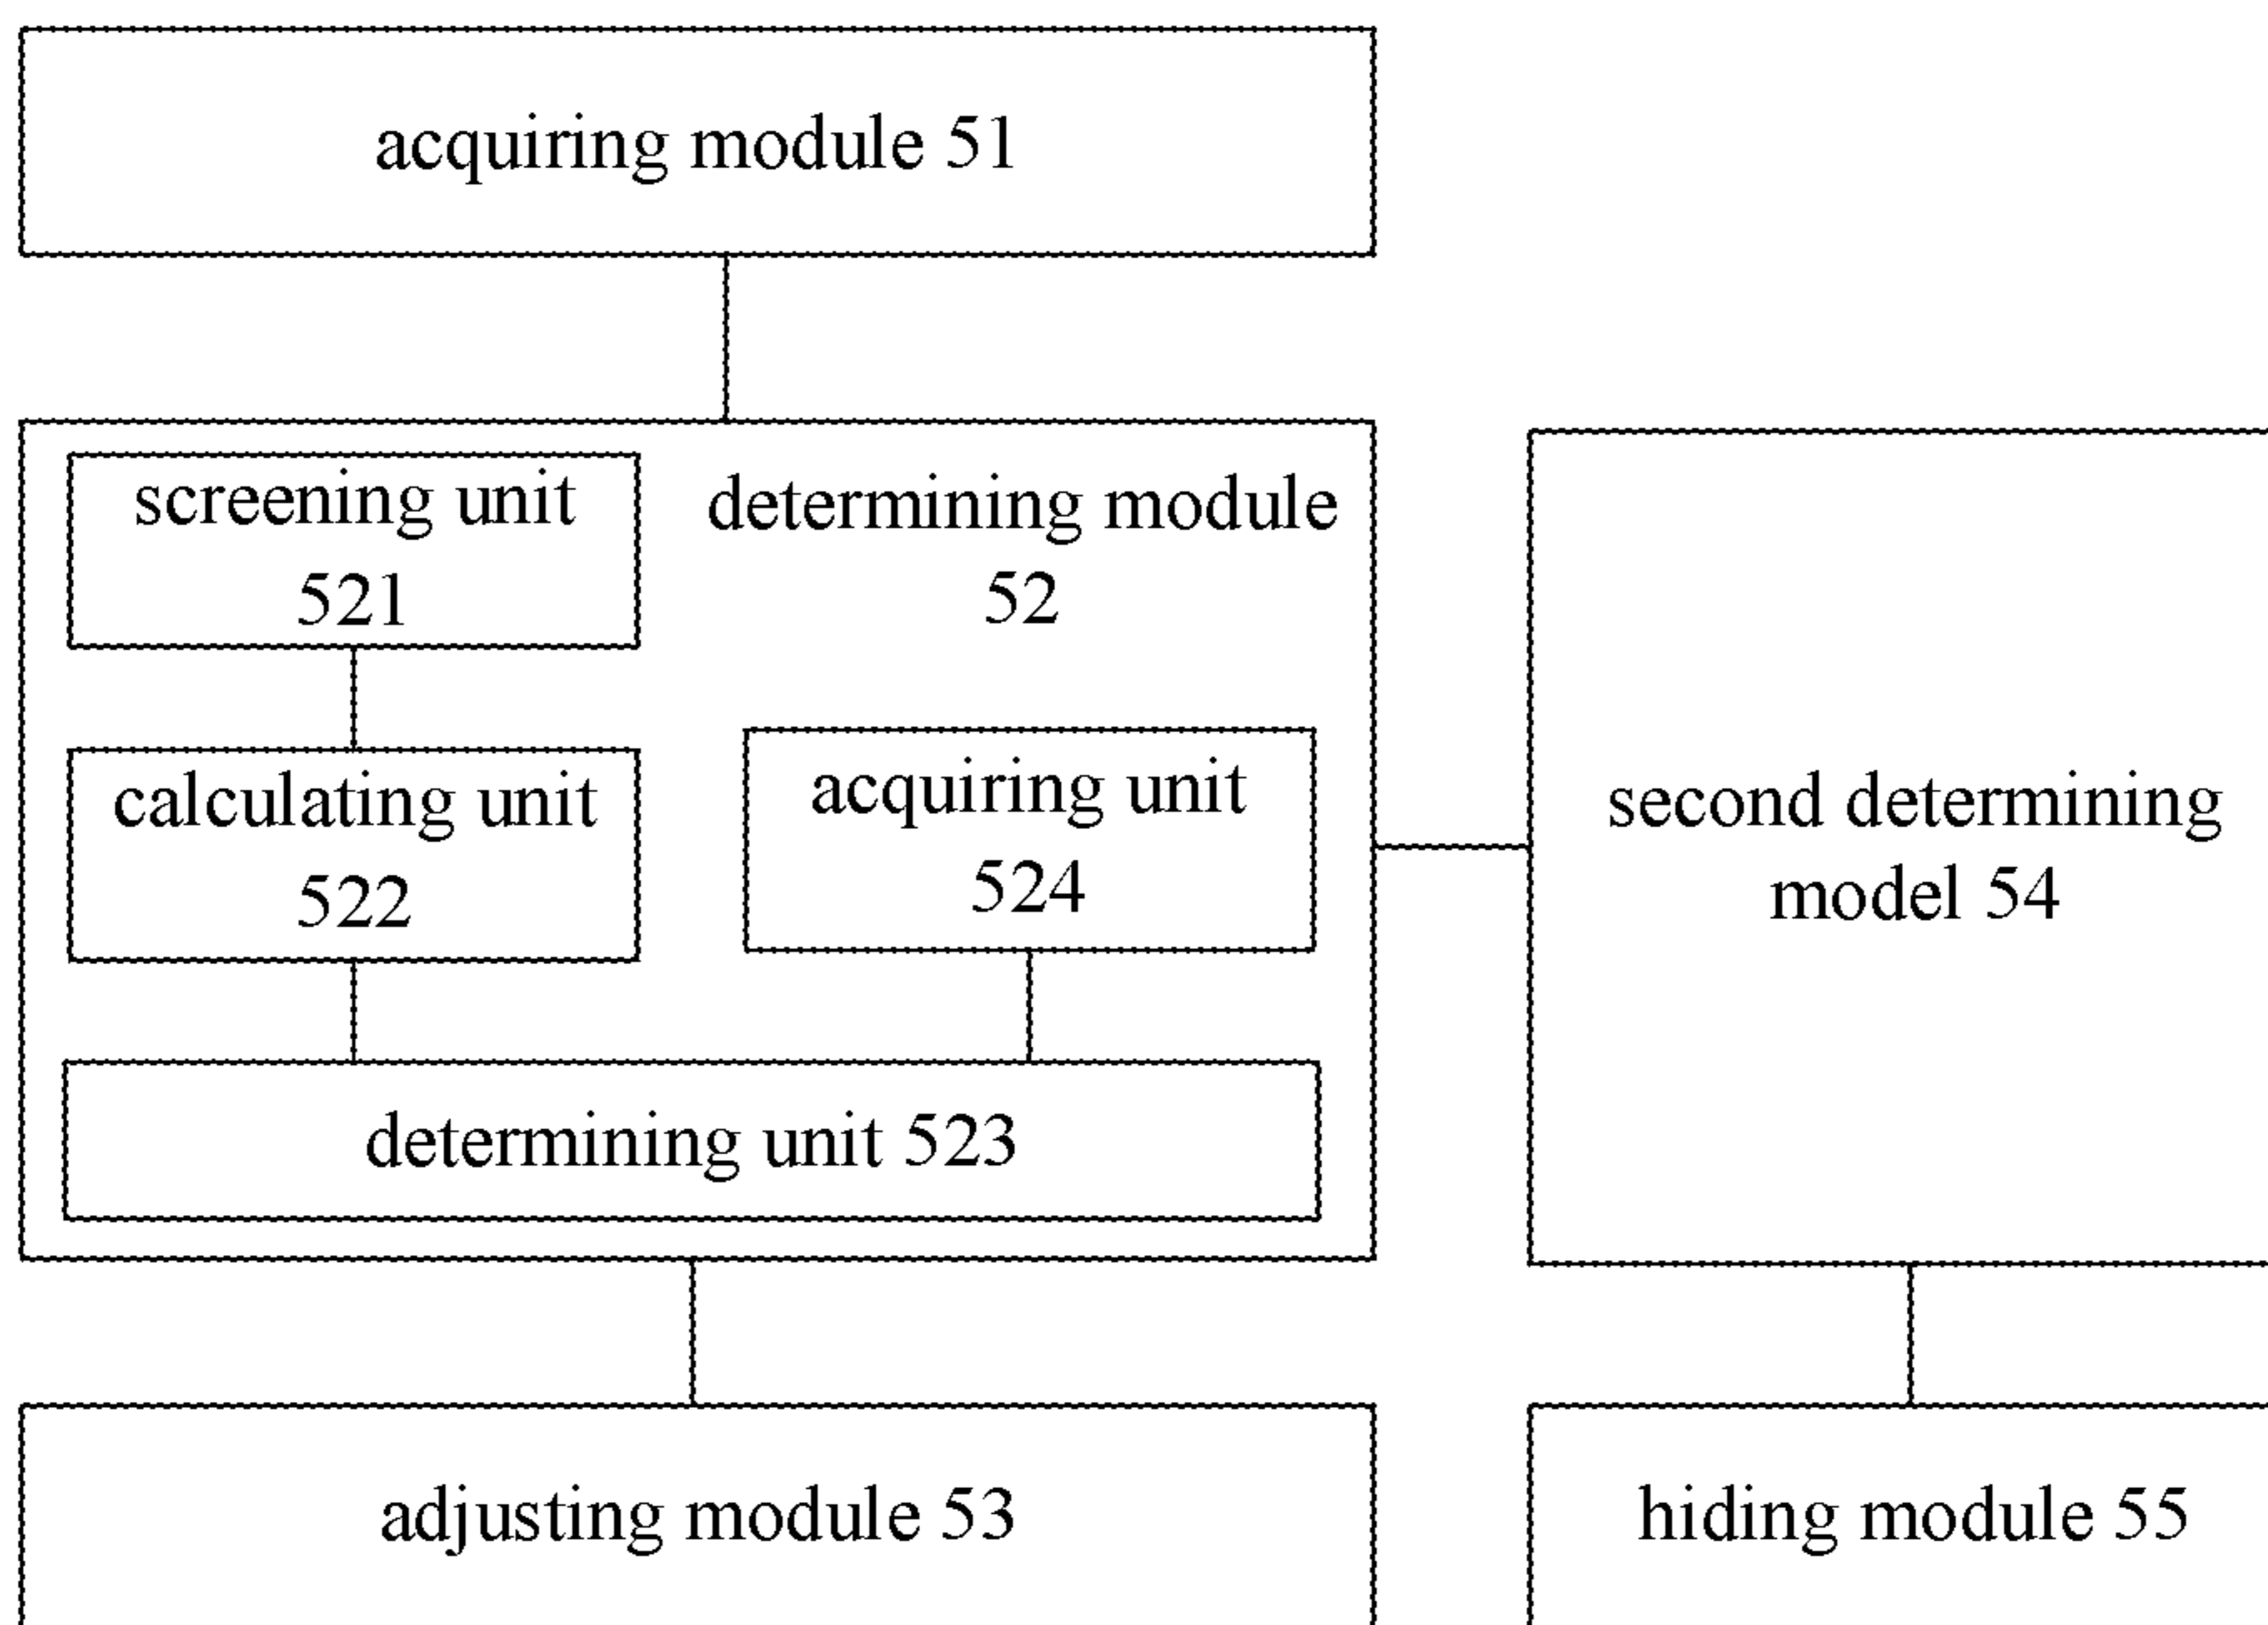 acquiring module 51
screening unit
521
determining module
52
calculating unit
522
acquiring unit
524
determining unit 523
second determining
model 54
adjusting module 53
hiding module 55